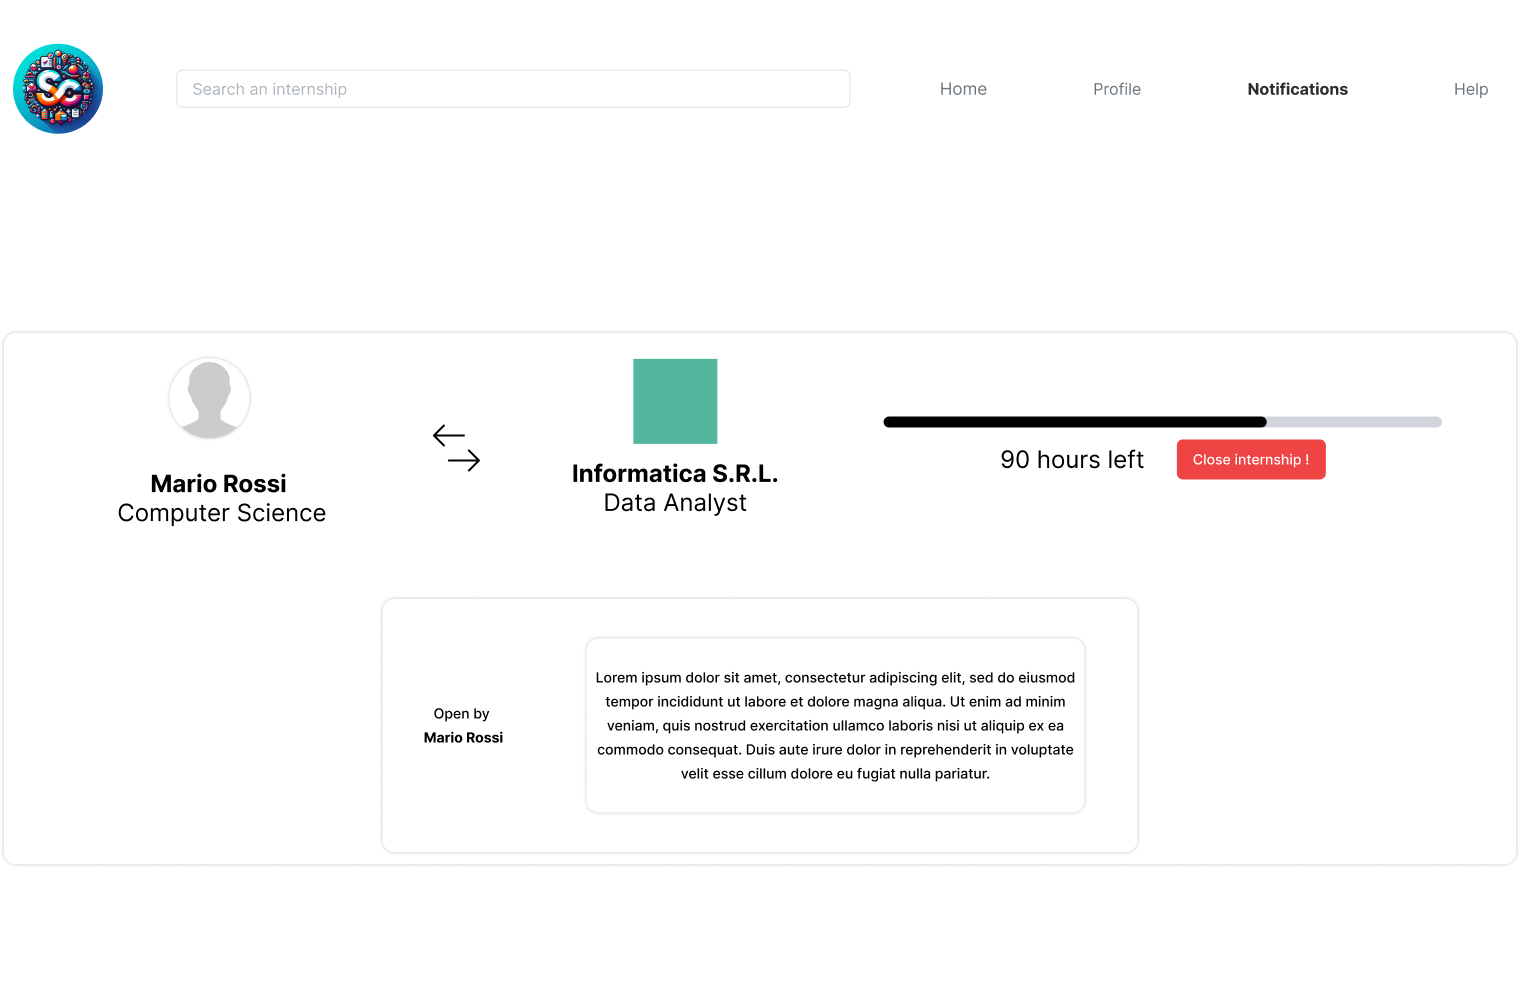 SC
Search an internship
Home
Profile
Notifications
Help
Mario Rossi
Computer Science
Informatica S.R.L.
Data Analyst
90 hours left
Close internship !
Open by
Mario Rossi
Lorem ipsum dolor sit amet, consectetur adipiscing elit, sed do eiusmod
tempor incididunt ut labore et dolore magna aliqua. Ut enim ad minim
veniam, quis nostrud exercitation ullamco laboris nisi ut aliquip ex ea
commodo consequat. Duis aute irure dolor in reprehenderit in voluptate
velit esse cillum dolore eu fugiat nulla pariatur.